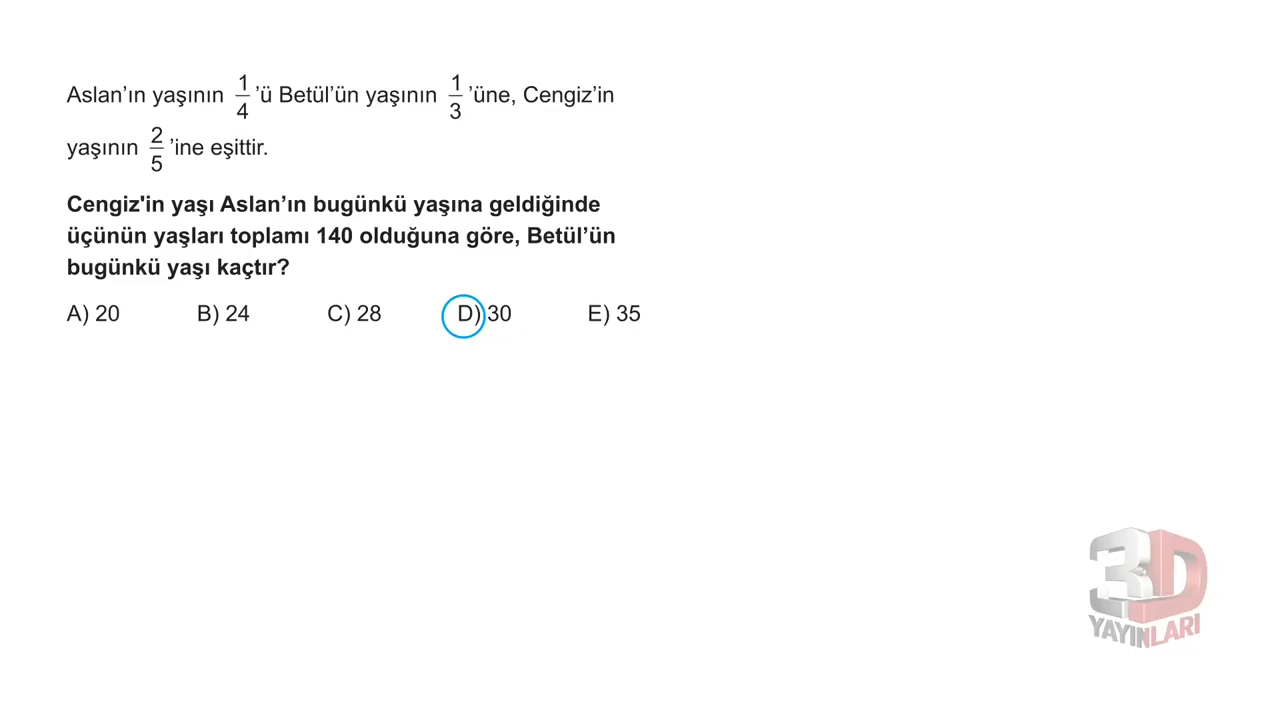 Aslan’ın yaşının 1/4 ’ü Betül’ün yaşının 1/3 ’üne, Cengiz’in
yaşının 2/5 ’ine eşittir.
Cengiz'in yaşı Aslan’ın bugünkü yaşına geldiğinde
üçünün yaşları toplamı 140 olduğuna göre, Betül’ün
bugünkü yaşı kaçtır?
A) 20 B) 24 C) 28 D) 30 E) 35
3D
YAYINLARI